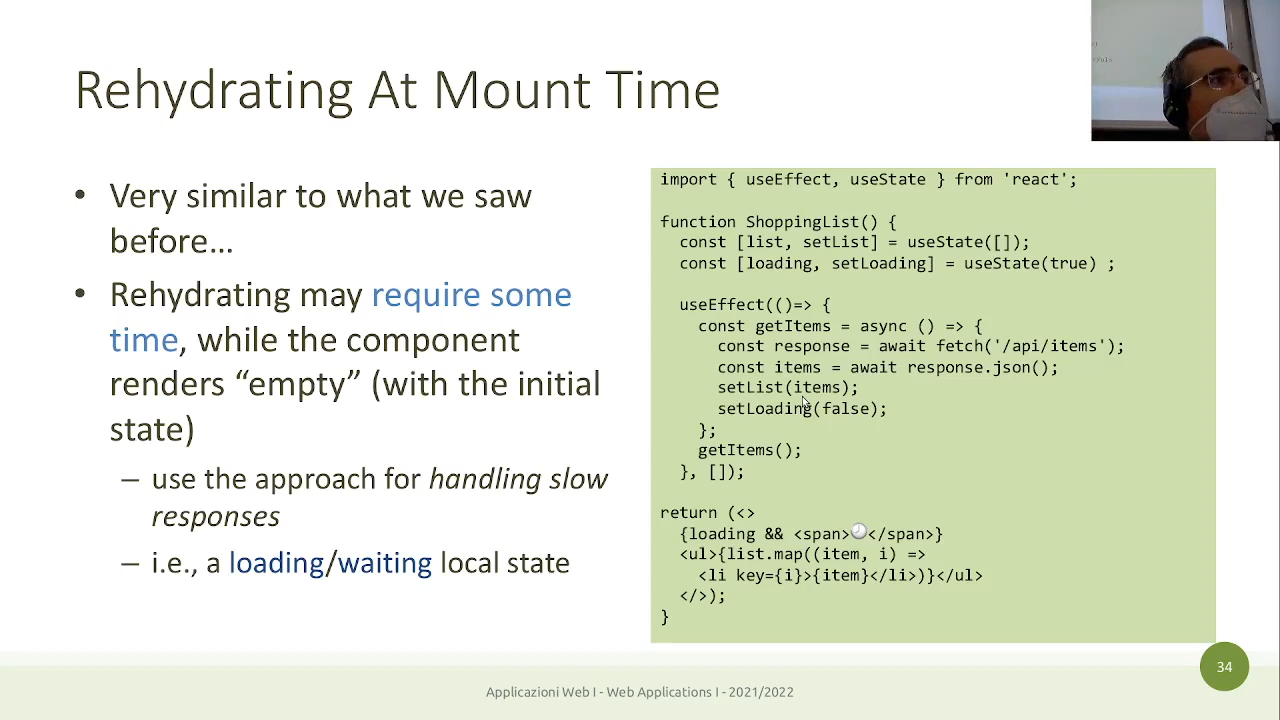 Rehydrating At Mount Time
• Very similar to what we saw
before…
• Rehydrating may require some
time, while the component
renders “empty” (with the initial
state)
– use the approach for handling slow
responses
– i.e., a loading/waiting local state
import { useEffect, useState } from 'react';
function ShoppingList() {
const [list, setList] = useState([]);
const [loading, setLoading] = useState(true) ;
useEffect(()=> {
const getItems = async () => {
const response = await fetch('/api/items');
const items = await response.json();
setList(items);
setLoading(false);
};
getItems();
}, []);
return (<>
{loading && <span>🕗</span>}
<ul>{list.map((item, i) =>
<li key={i}>{item}</li>)}</ul>
</>);
}
34
Applicazioni Web I - Web Applications I - 2021/2022